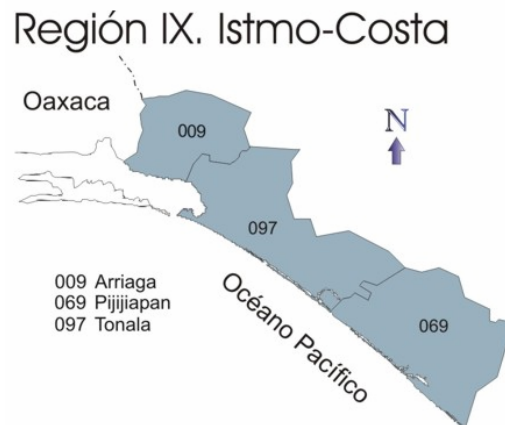 Región IX. Istmo-Costa
Oaxaca
N
009
097
069
009 Arriaga
069 Pijijiapan
097 Tonala
Océano Pacífico